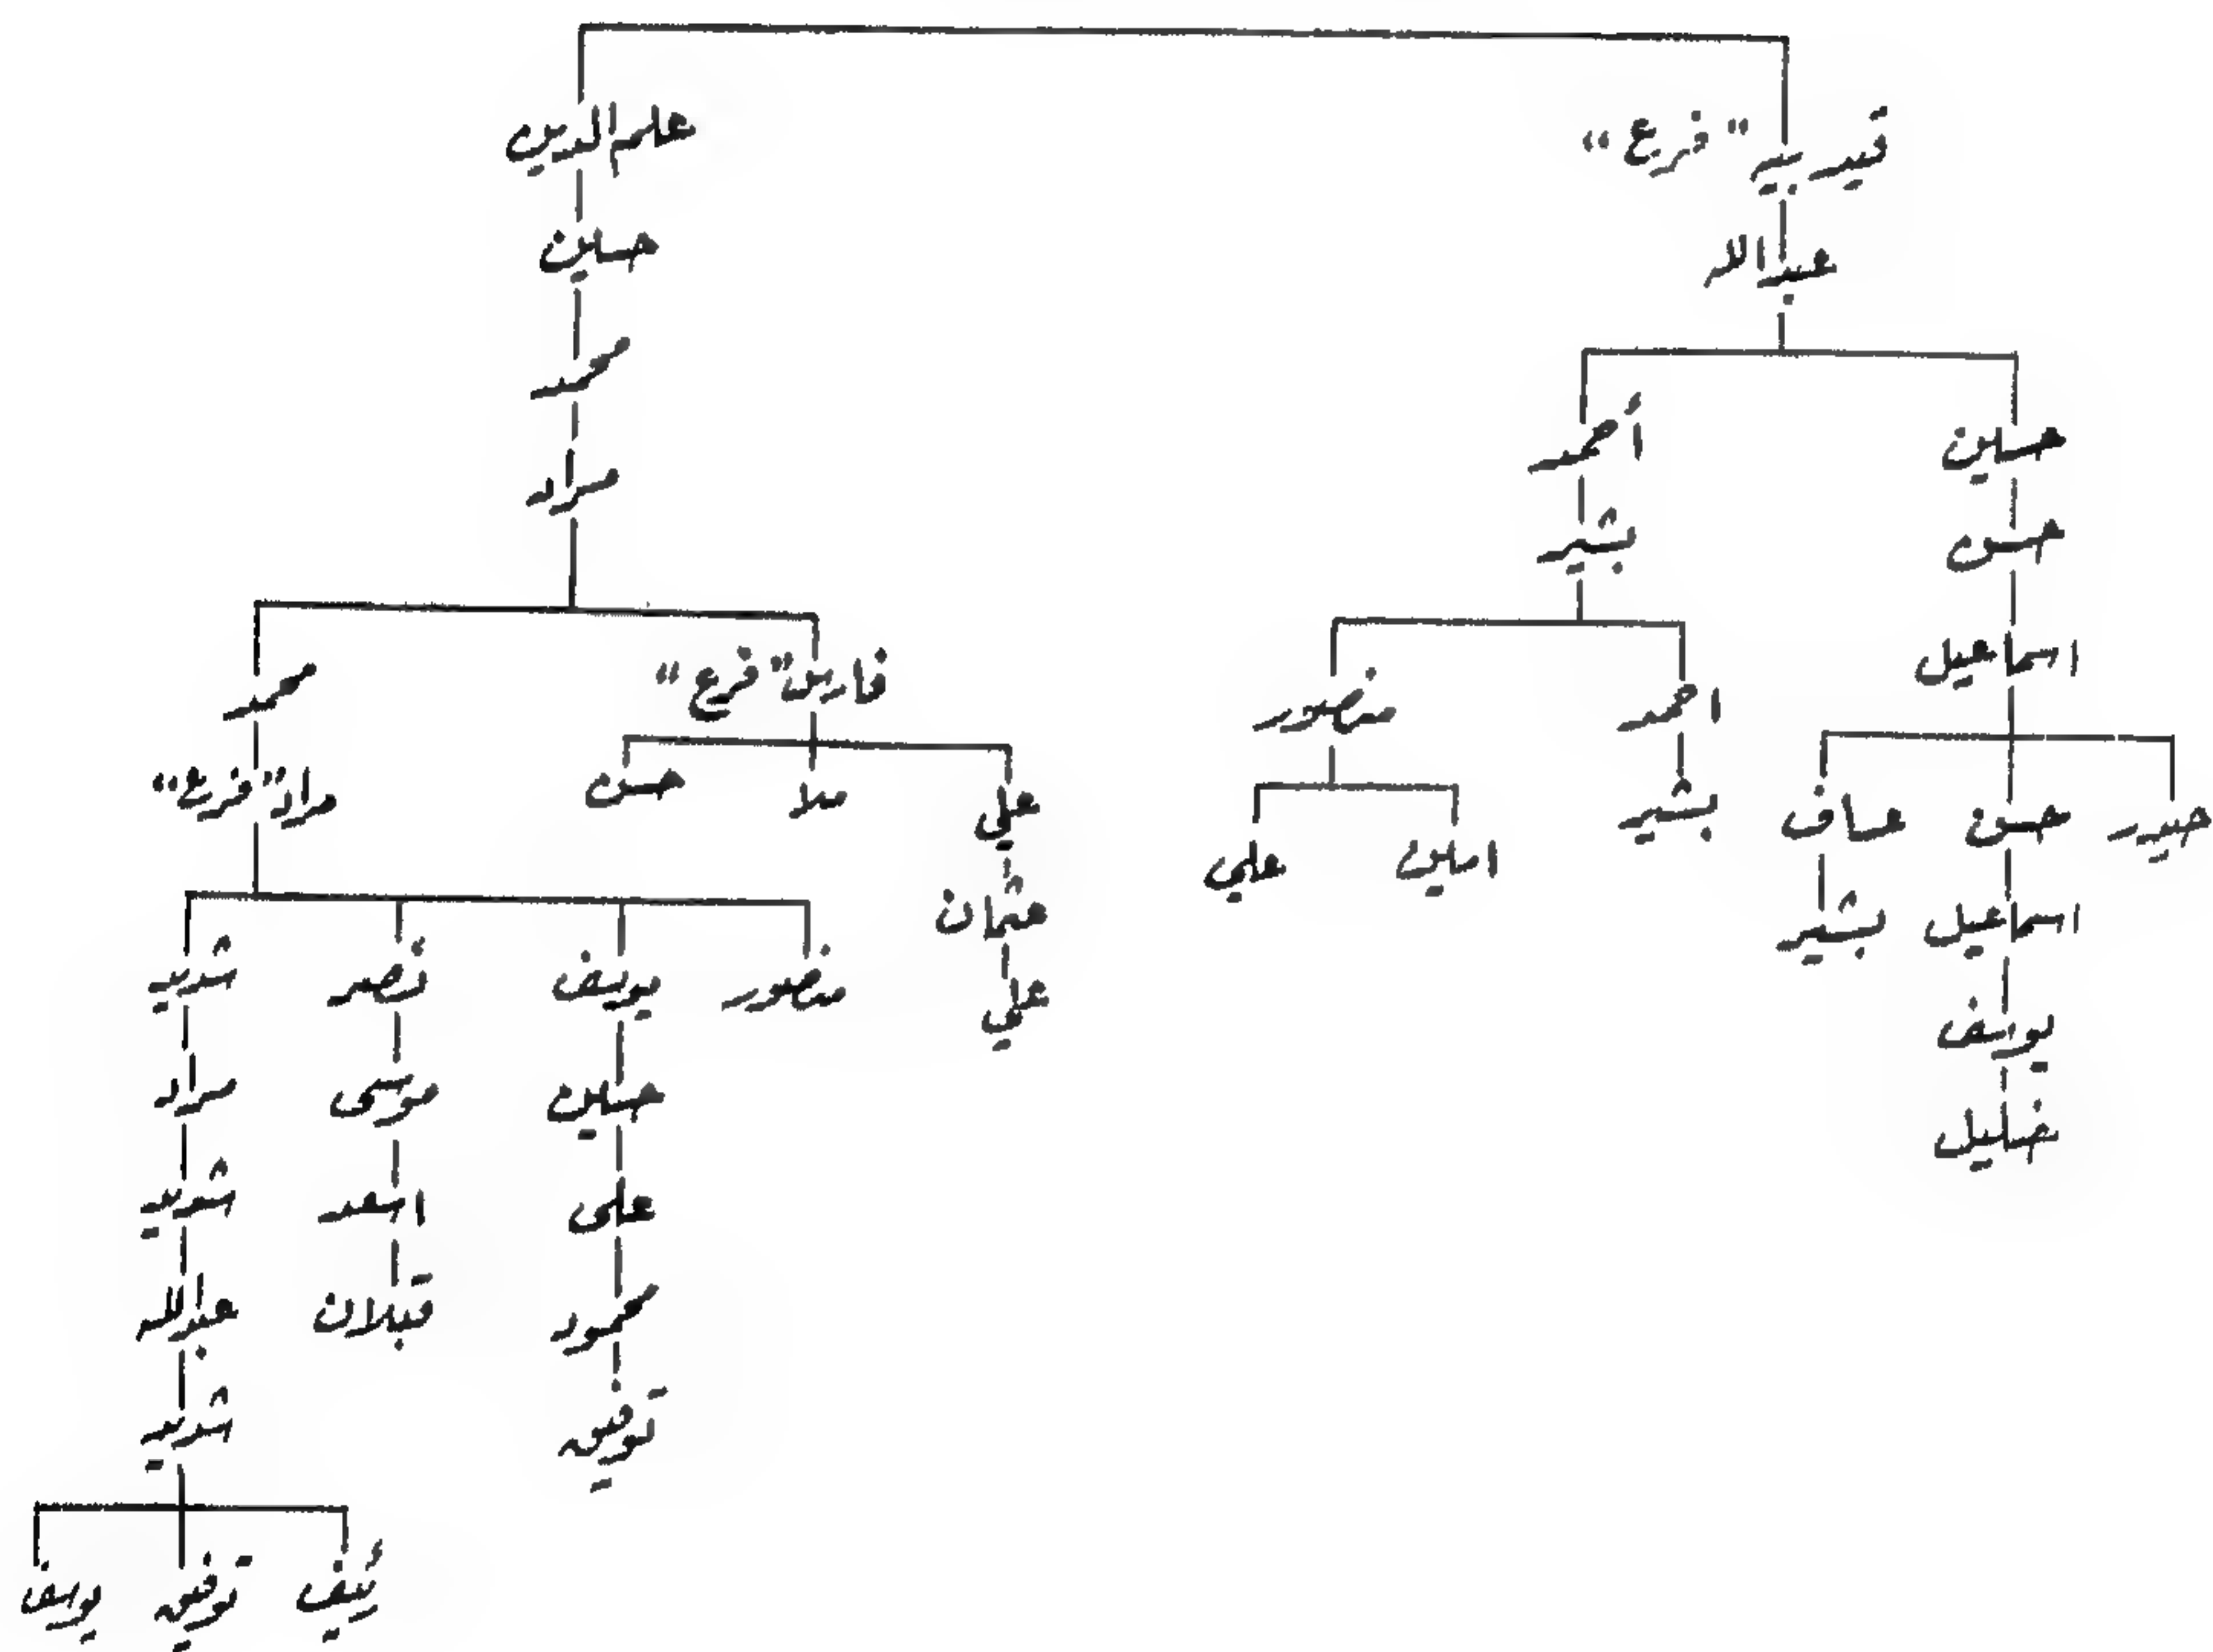 قيدبيه "فرع"
علم الدين
عبدالله
حسين
محمد
مراد
حسين
أحمد
حسن
بشير
اسماعيل
احمد
منصور
فارس "فرع"
محمد
حيدر
حسن
عساف
بشير
امين
علي
علي
ملا
حسن
مراد "فرع"
اسماعيل
بشير
عثمان
يوسف
علي
خليل
منصور
يوسف
نصر
شديد
حسين
موسى
مراد
على
اسعد
شديد
محمود
قبلان
عبدالله
توفيق
شديد
توفيق
يوسف